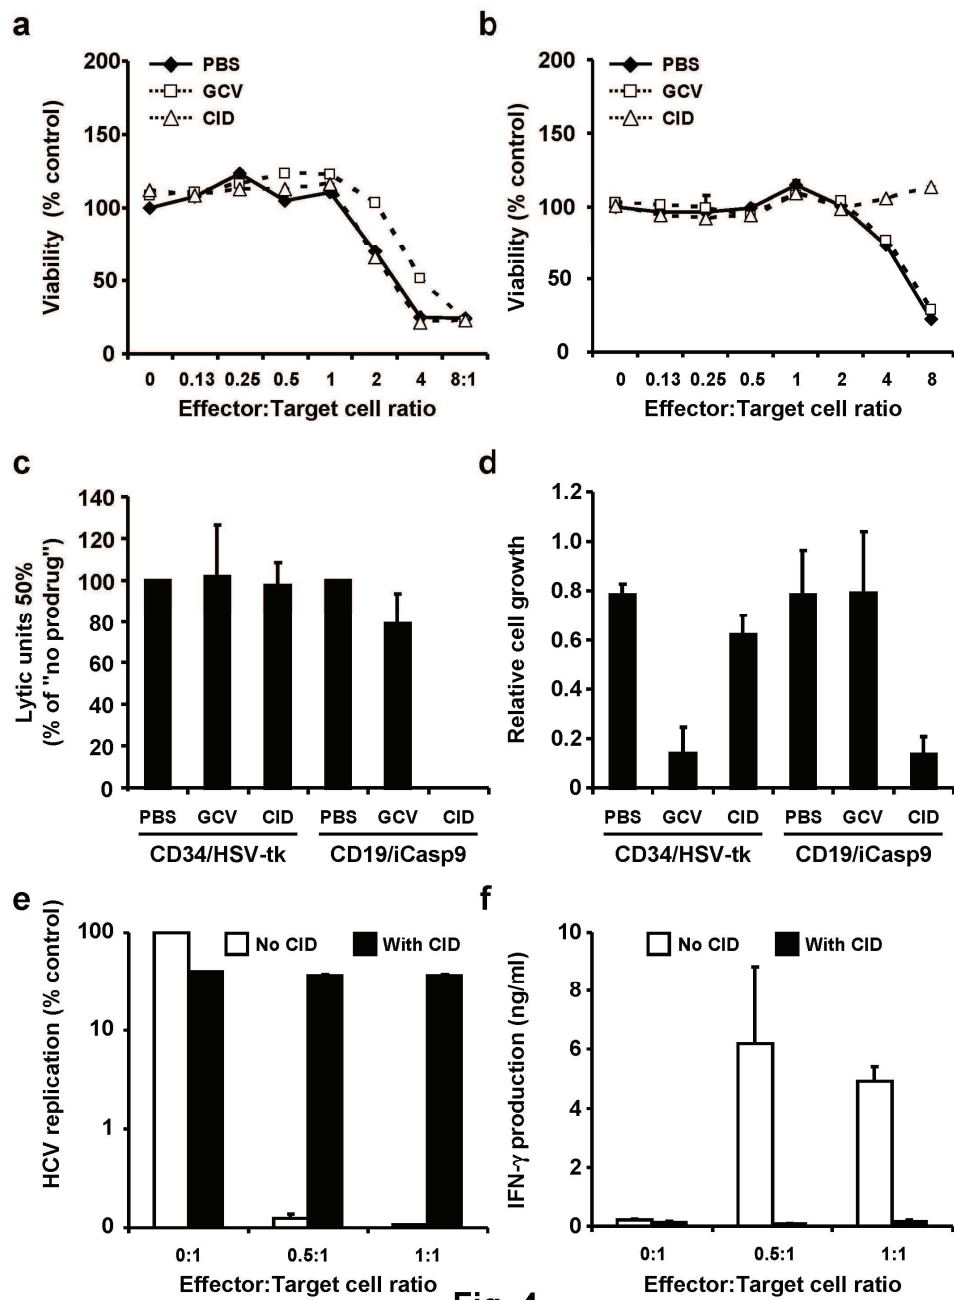 a
Viability (% control)
200
150
100
50
0
PBS
GCV
CID
0 0.13 0.25 0.5 1 2 4 8:1
Effector:Target cell ratio
b
Viability (% control)
200
150
100
50
0
PBS
GCV
CID
0 0.13 0.25 0.5 1 2 4 8
Effector:Target cell ratio
c
Lytic units 50%
(% of "no prodrug")
140
120
100
80
60
40
20
0
PBS GCV CID PBS GCV CID
CD34/HSV-tk CD19/iCasp9
d
Relative cell growth
1.2
1.0
0.8
0.6
0.4
0.2
0
PBS GCV CID PBS GCV CID
CD34/HSV-tk CD19/iCasp9
e
HCV replication (% control)
100
10
1
0
No CID With CID
0:1 0.5:1 1:1
Effector:Target cell ratio
f
IFN-γ production (ng/ml)
10
8
6
4
2
0
No CID With CID
0:1 0.5:1 1:1
Effector:Target cell ratio